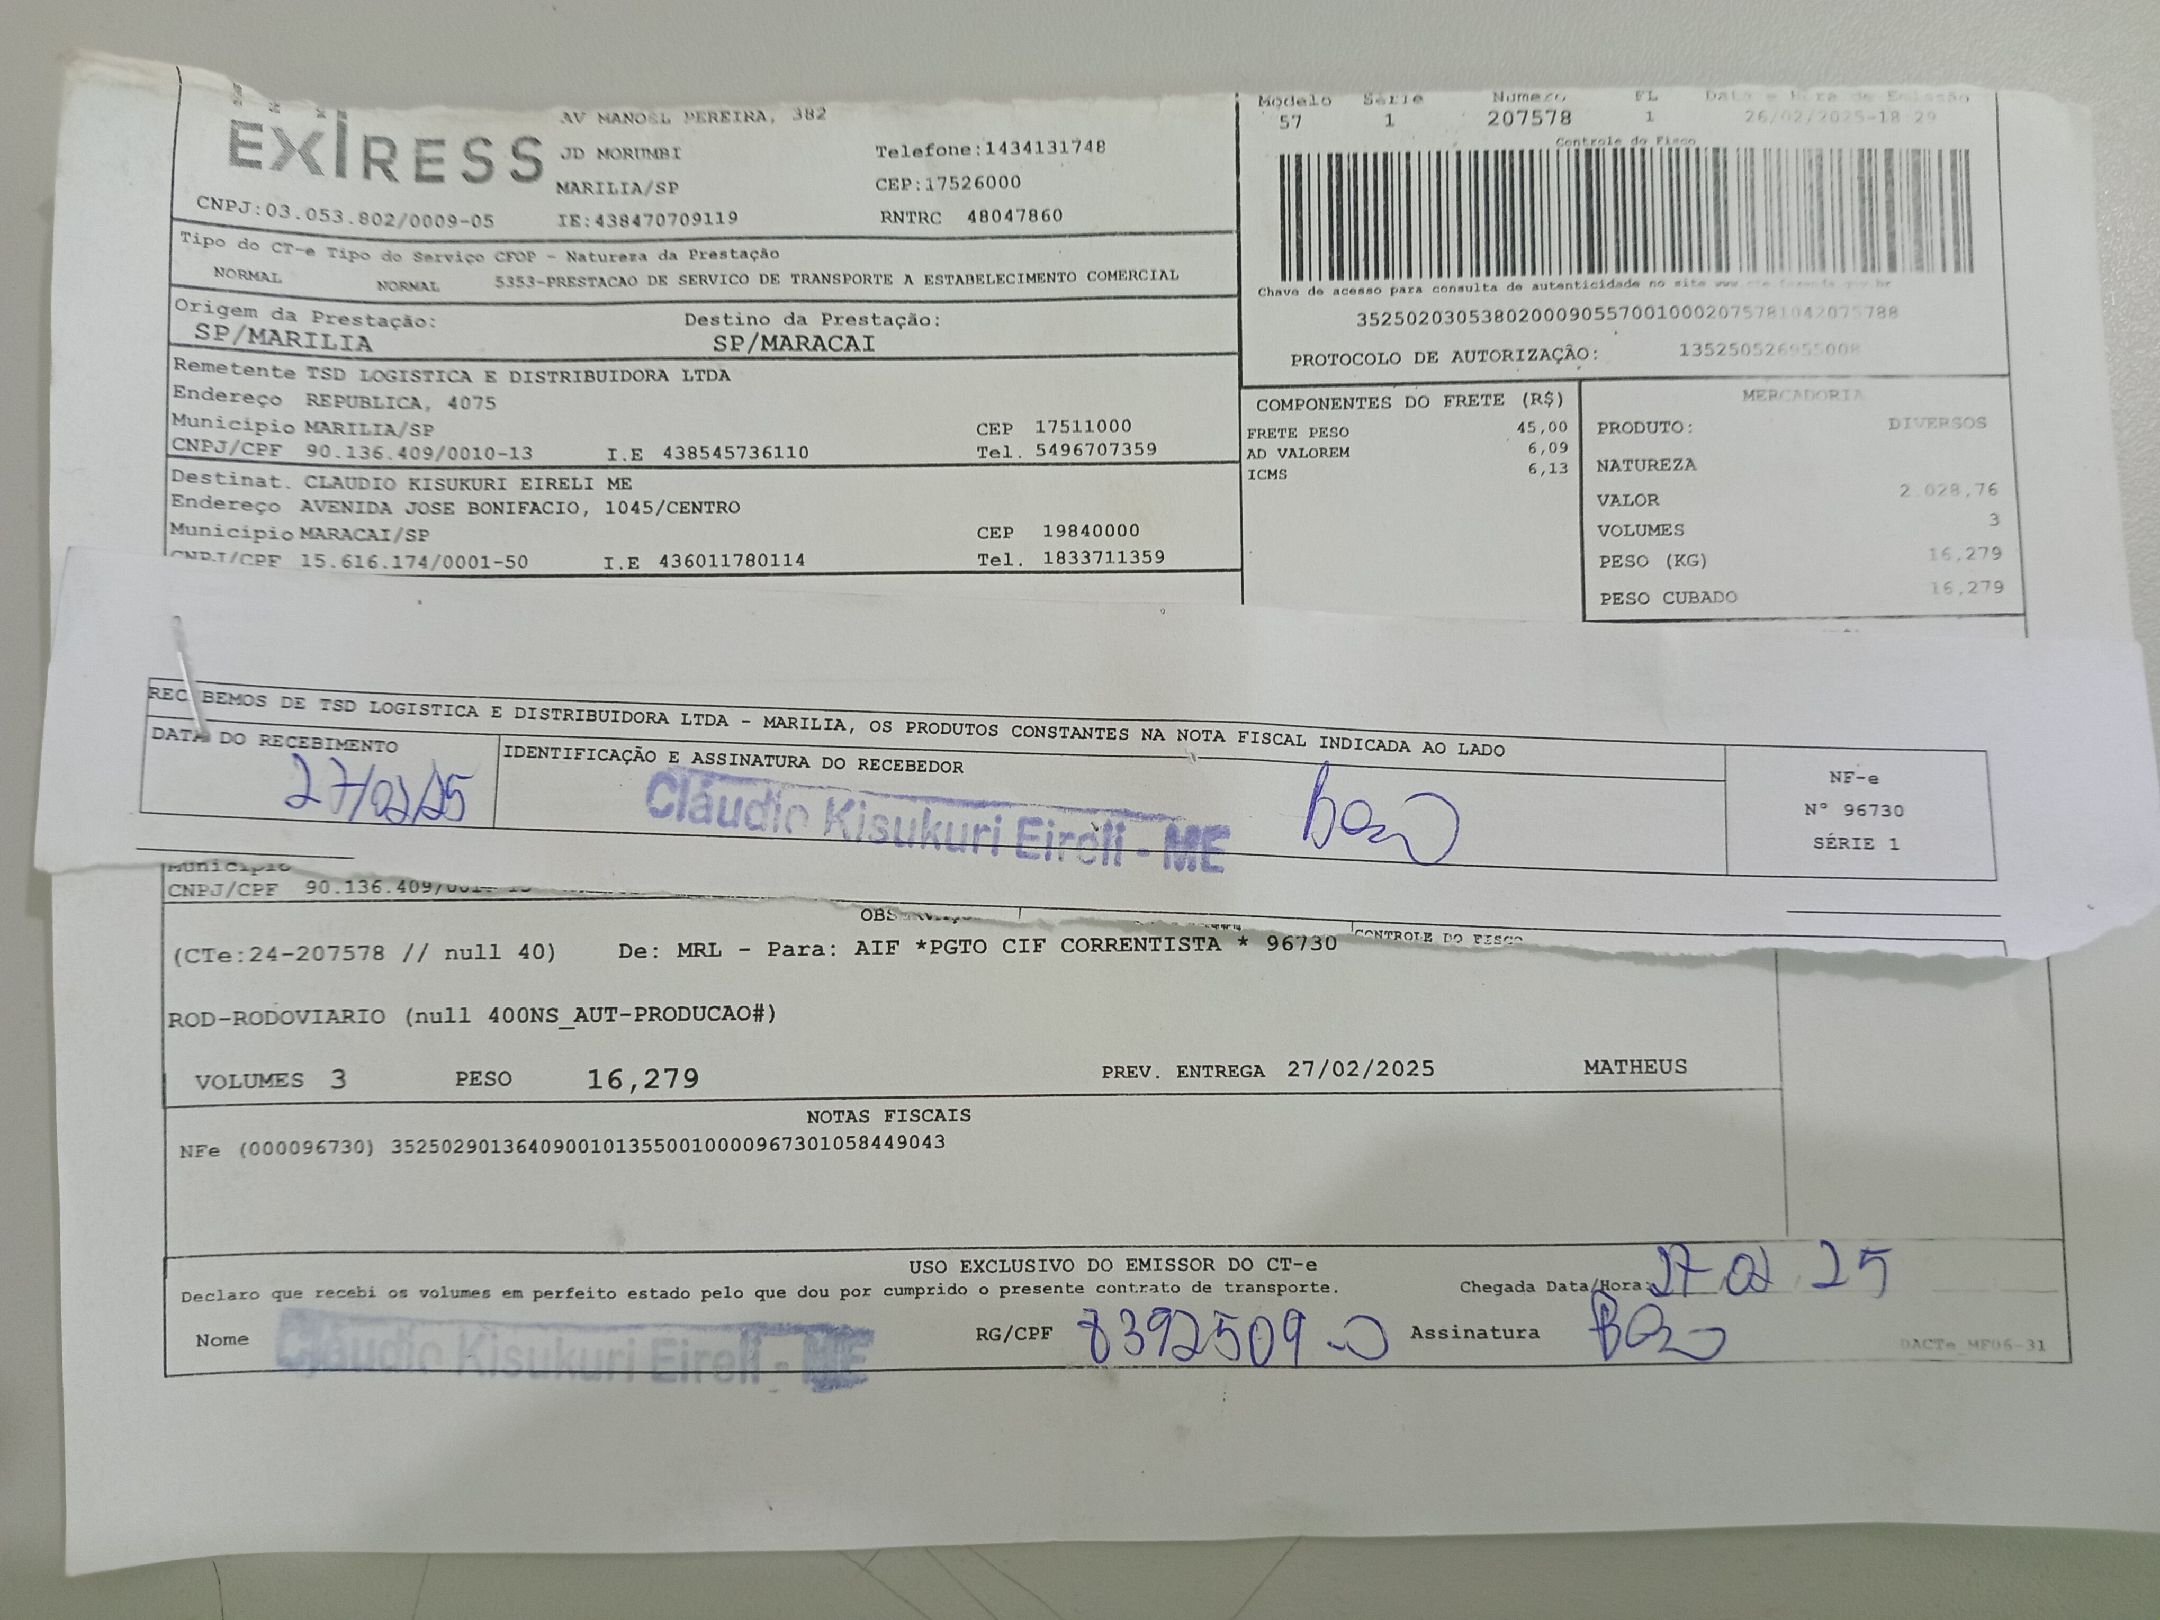 EXIRESS
AV MANOEL PEREIRA, 382
JD MORUMBI
MARILIA/SP
Telefone:1434131748
CEP:17526000
CNPJ:03.053.802/0009-05
IE:438470709119
RNTRC 48047860
Modelo Série Numero FL Data e Hora de Emissão
57 1 207578 1 26/02/2025-18:29
Controle do Fisco
Chave de acesso para consulta de autenticidade no site www.cte.fazenda.gov.br
35250203053802000905570010002075781042075788
PROTOCOLO DE AUTORIZAÇÃO: 135250526955008
Tipo do CT-e Tipo do Serviço CFOP - Natureza da Prestação
NORMAL NORMAL 5353-PRESTACAO DE SERVICO DE TRANSPORTE A ESTABELECIMENTO COMERCIAL
Origem da Prestação: Destino da Prestação:
SP/MARILIA SP/MARACAI
Remetente TSD LOGISTICA E DISTRIBUIDORA LTDA
Endereço REPUBLICA, 4075
Município MARILIA/SP CEP 17511000
CNPJ/CPF 90.136.409/0010-13 I.E 438545736110 Tel. 5496707359
Destinat. CLAUDIO KISUKURI EIRELI ME
Endereço AVENIDA JOSE BONIFACIO, 1045/CENTRO
Município MARACAI/SP CEP 19840000
CNPJ/CPF 15.616.174/0001-50 I.E 436011780114 Tel. 1833711359
COMPONENTES DO FRETE (R$)
FRETE PESO 45,00
AD VALOREM 6,09
ICMS 6,13
MERCADORIA
PRODUTO: DIVERSOS
NATUREZA
VALOR 2.028,76
VOLUMES 3
PESO (KG) 16,279
PESO CUBADO 16,279
RECEBEMOS DE TSD LOGISTICA E DISTRIBUIDORA LTDA - MARILIA, OS PRODUTOS CONSTANTES NA NOTA FISCAL INDICADA AO LADO
DATA DO RECEBIMENTO
27/02/25
IDENTIFICAÇÃO E ASSINATURA DO RECEBEDOR
Cláudio Kisukuri Eireli - ME
NF-e
N° 96730
SÉRIE 1
Município
CNPJ/CPF 90.136.409/
CONTROLE DO FISCO
(CTe:24-207578 // null 40) De: MRL - Para: AIF *PGTO CIF CORRENTISTA * 96730
ROD-RODOVIARIO (null 400NS_AUT-PRODUCAO#)
VOLUMES 3 PESO 16,279 PREV. ENTREGA 27/02/2025 MATHEUS
NOTAS FISCAIS
NFe (000096730) 35250290136409001013550010000967301058449043
USO EXCLUSIVO DO EMISSOR DO CT-e
Declaro que recebi os volumes em perfeito estado pelo que dou por cumprido o presente contrato de transporte. Chegada Data/Hora: 27 02 25
Nome Cláudio Kisukuri Eireli - ME RG/CPF 8392509-0 Assinatura
DACTe_MF06-31